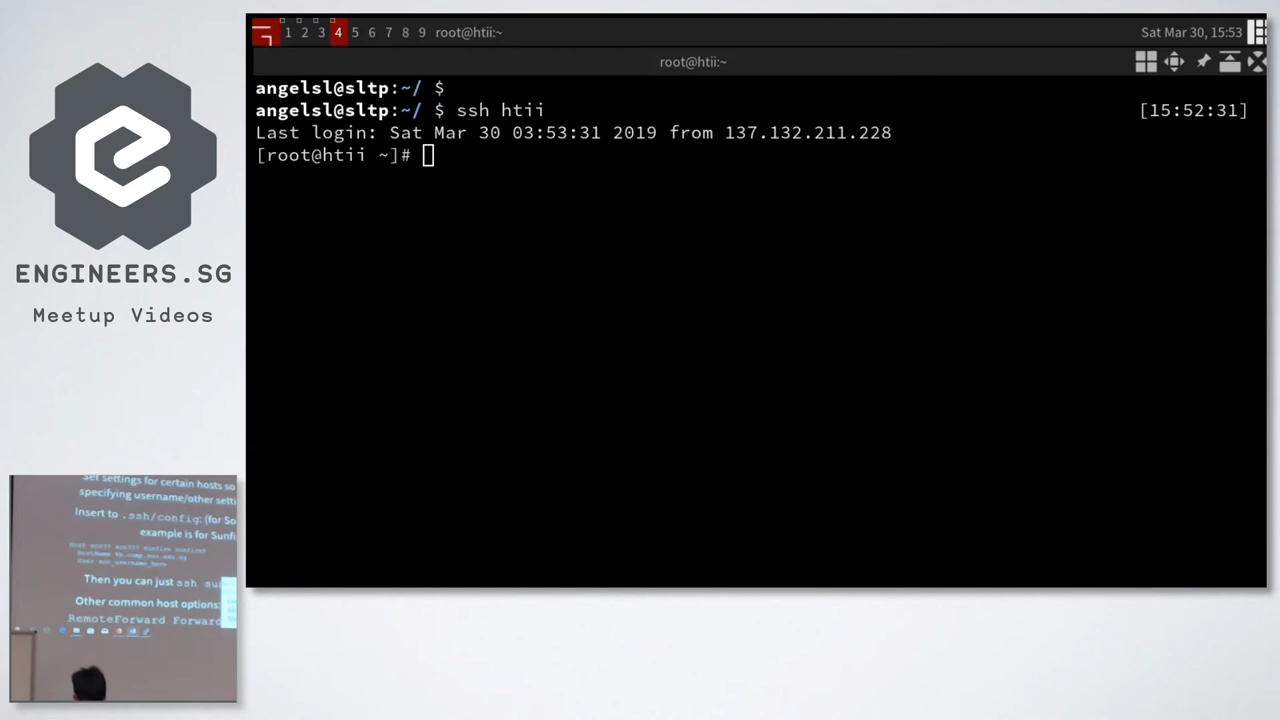 1 2 3 4 5 6 7 8 9 root@htii:~
Sat Mar 30, 15:53
root@htii:~
angelsl@sltp:~/ $
angelsl@sltp:~/ $ ssh htii [15:52:31]
Last login: Sat Mar 30 03:53:31 2019 from 137.132.211.228
[root@htii ~]#
ENGINEERS.SG
Meetup Videos
Set settings for certain hosts so
specifying username/other setti
Insert to .ssh/config: (for So
example is for Sunfi
Then you can just ssh su
Other common host options:
RemoteForward Forward